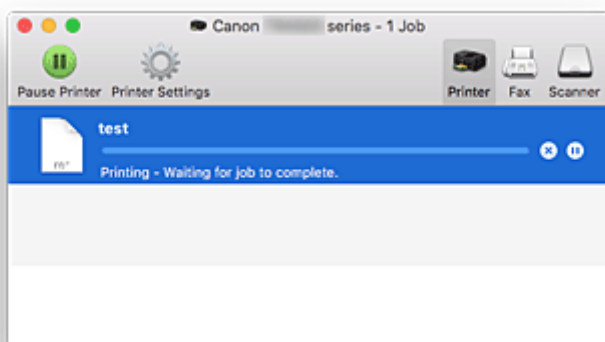 Canon series - 1 Job
Pause Printer Printer Settings Printer Fax Scanner
test
Printing - Waiting for job to complete.